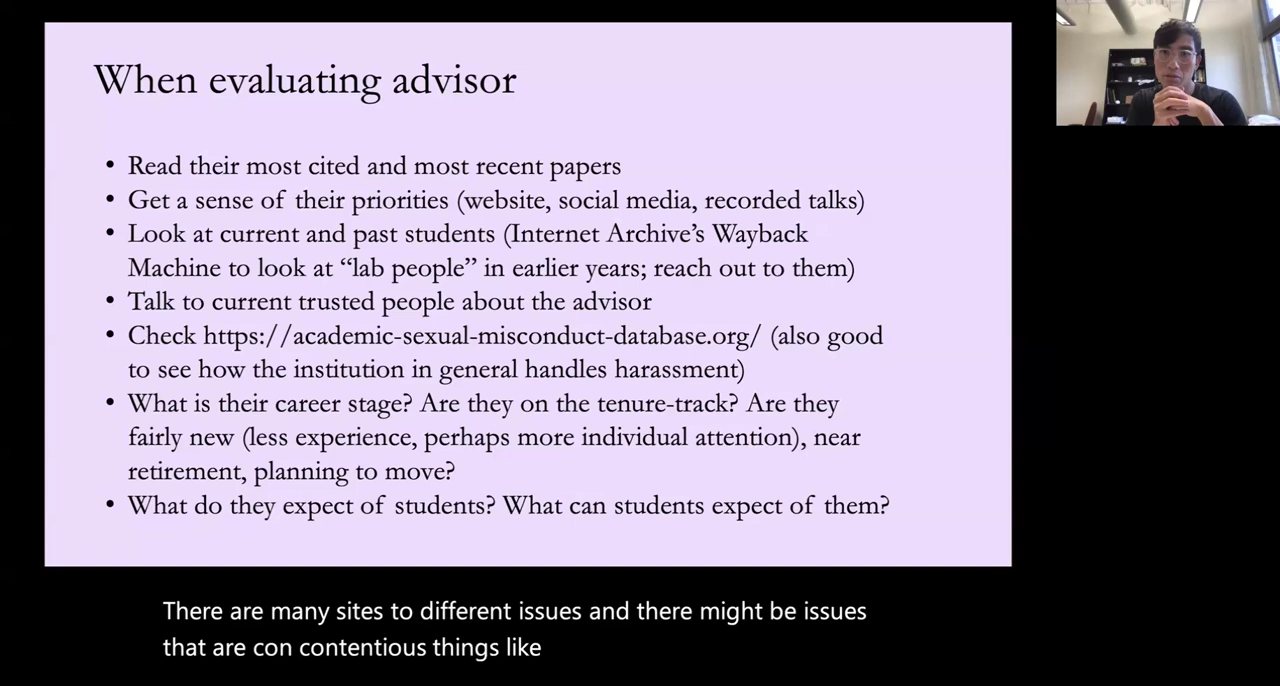 When evaluating advisor
• Read their most cited and most recent papers
• Get a sense of their priorities (website, social media, recorded talks)
• Look at current and past students (Internet Archive’s Wayback
Machine to look at “lab people” in earlier years; reach out to them)
• Talk to current trusted people about the advisor
• Check https://academic-sexual-misconduct-database.org/ (also good
to see how the institution in general handles harassment)
• What is their career stage? Are they on the tenure-track? Are they
fairly new (less experience, perhaps more individual attention), near
retirement, planning to move?
• What do they expect of students? What can students expect of them?
There are many sites to different issues and there might be issues
that are con contentious things like